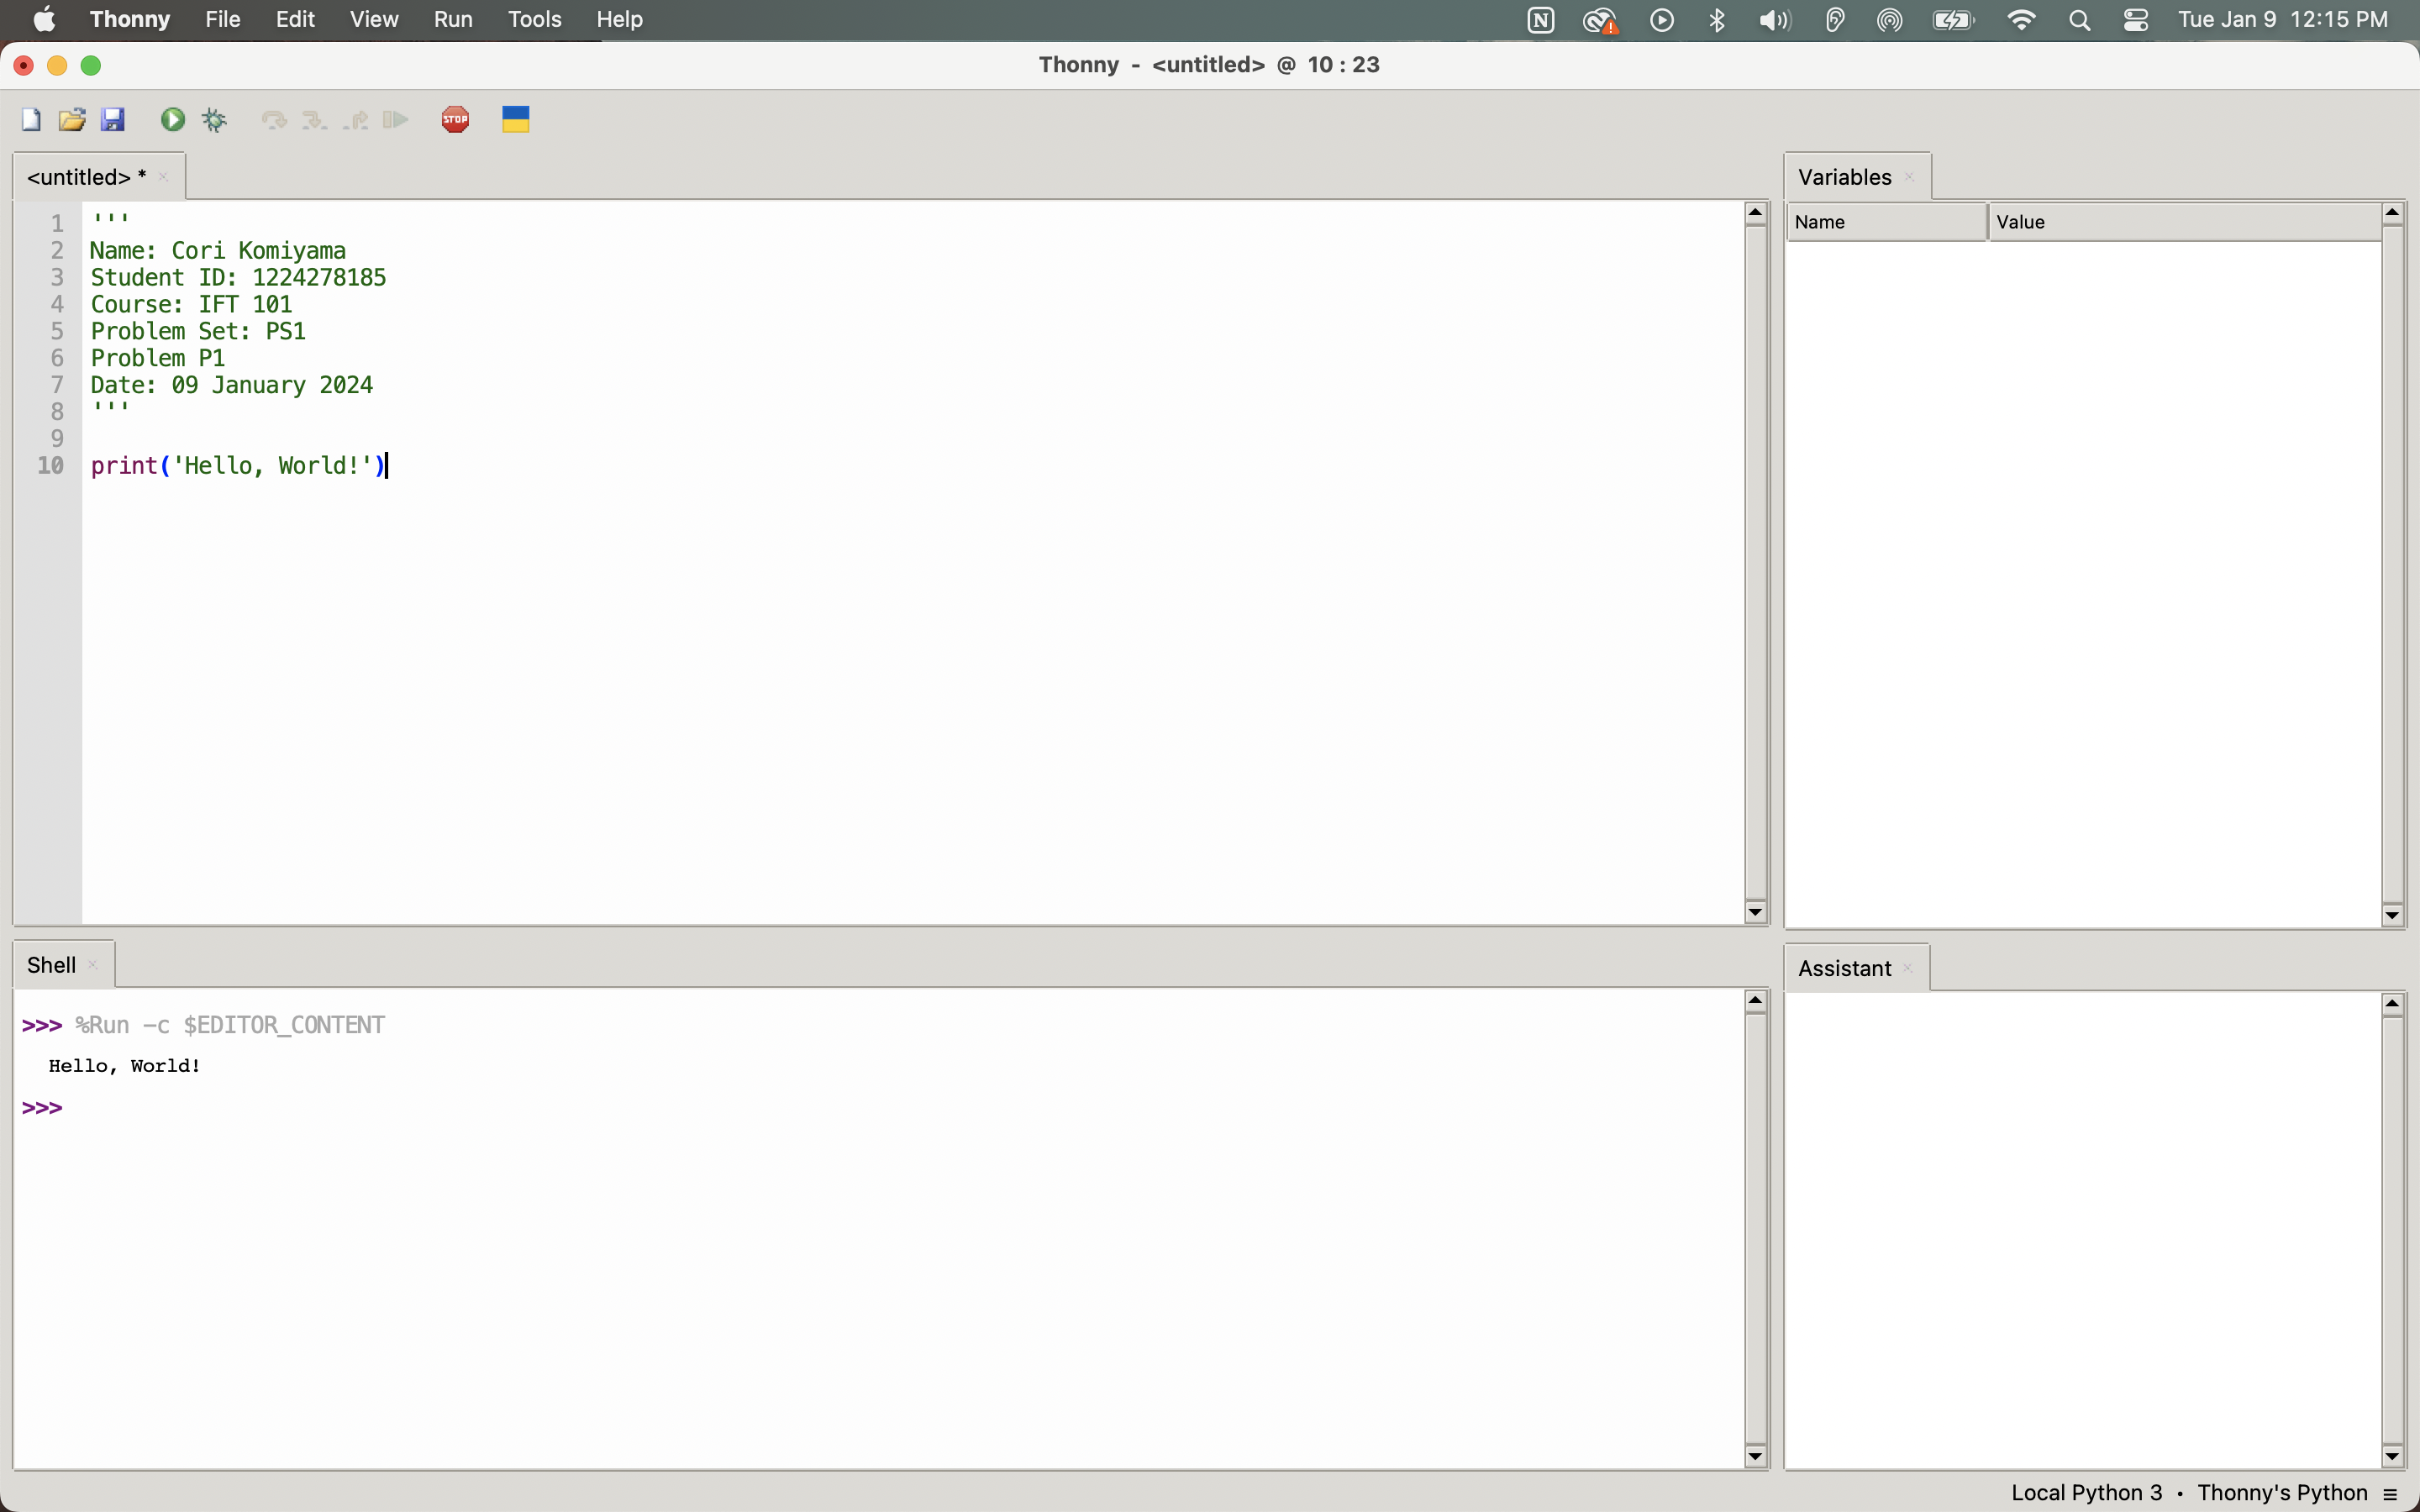 Thonny File Edit View Run Tools Help Tue Jan 9 12:15 PM
Thonny - <untitled> @ 10 : 23
STOP
<untitled> *
1 '''
2 Name: Cori Komiyama
3 Student ID: 1224278185
4 Course: IFT 101
5 Problem Set: PS1
6 Problem P1
7 Date: 09 January 2024
8 '''
9
10 print('Hello, World!')
Variables
Name Value
Shell
>>> %Run -c $EDITOR_CONTENT
Hello, World!
>>>
Assistant
Local Python 3 • Thonny's Python ≡